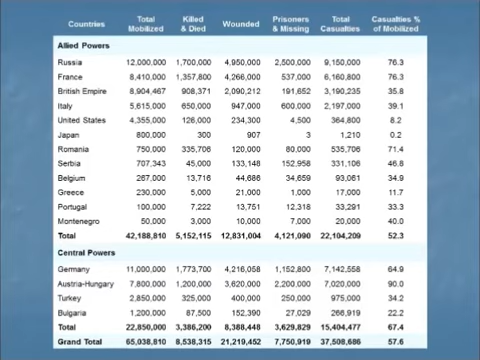 Countries Total Mobilized Killed & Died Wounded Prisoners & Missing Total Casualties Casualties % of Mobilized
Allied Powers
Russia 12,000,000 1,700,000 4,950,000 2,500,000 9,150,000 76.3
France 8,410,000 1,357,800 4,266,000 537,000 6,160,800 76.3
British Empire 8,904,467 908,371 2,090,212 191,652 3,190,235 35.8
Italy 5,615,000 650,000 947,000 600,000 2,197,000 39.1
United States 4,355,000 126,000 234,300 4,500 364,800 8.2
Japan 800,000 300 907 3 1,210 0.2
Romania 750,000 335,706 120,000 80,000 535,706 71.4
Serbia 707,343 45,000 133,148 152,958 331,106 46.8
Belgium 267,000 13,716 44,686 34,659 93,061 34.9
Greece 230,000 5,000 21,000 1,000 17,000 11.7
Portugal 100,000 7,222 13,751 12,318 33,291 33.3
Montenegro 50,000 3,000 10,000 7,000 20,000 40.0
Total 42,188,810 5,152,115 12,831,004 4,121,090 22,104,209 52.3
Central Powers
Germany 11,000,000 1,773,700 4,216,058 1,152,800 7,142,558 64.9
Austria-Hungary 7,800,000 1,200,000 3,620,000 2,200,000 7,020,000 90.0
Turkey 2,850,000 325,000 400,000 250,000 975,000 34.2
Bulgaria 1,200,000 87,500 152,390 27,029 266,919 22.2
Total 22,850,000 3,386,200 8,388,448 3,629,829 15,404,477 67.4
Grand Total 65,038,810 8,538,315 21,219,452 7,750,919 37,508,686 57.6